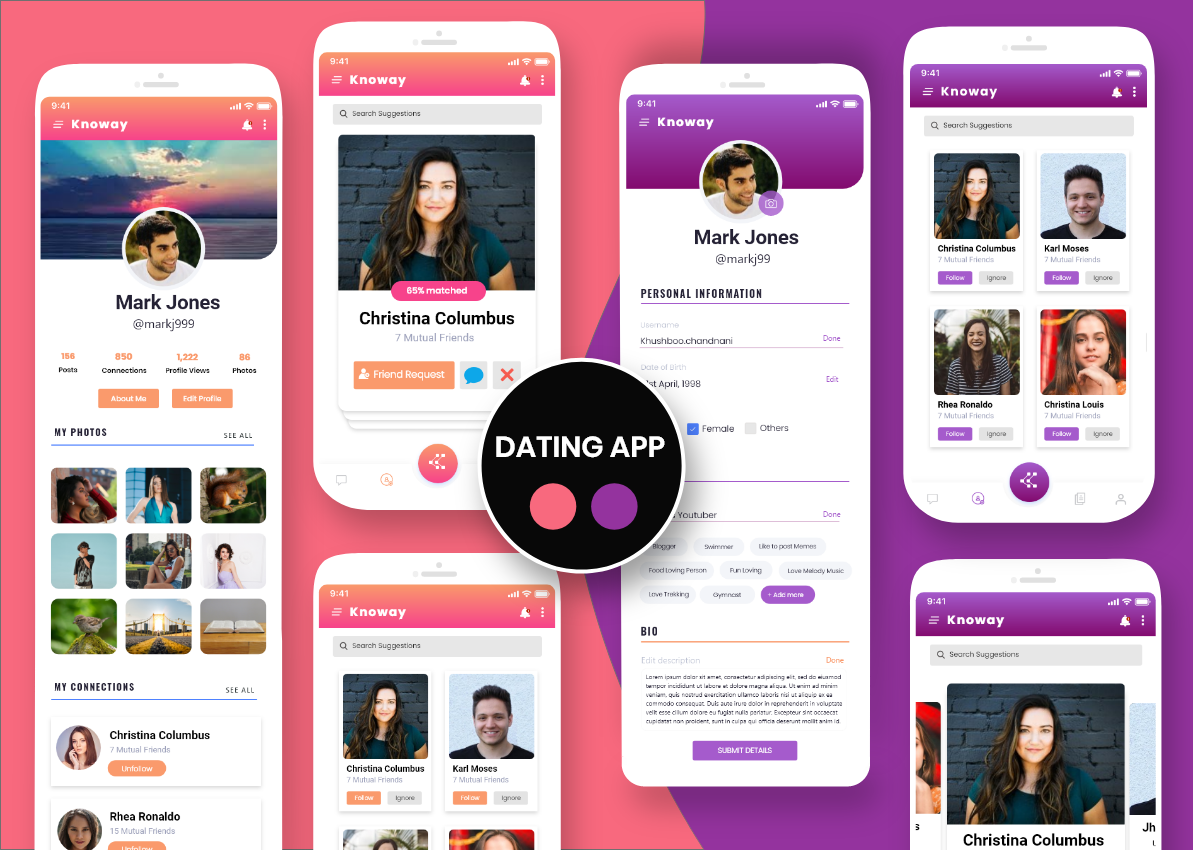 9:41
Knoway
Mark Jones
@markj999
156 850 1,222 86
Posts Connections Profile Views Photos
About Me Edit Profile
MY PHOTOS SEE ALL
MY CONNECTIONS SEE ALL
Christina Columbus
7 Mutual Friends
Unfollow
Rhea Ronaldo
15 Mutual Friends
Unfollow
9:41
Knoway
Search Suggestions
65% matched
Christina Columbus
7 Mutual Friends
Friend Request
9:41
Knoway
Search Suggestions
Christina Columbus Karl Moses
7 Mutual Friends 7 Mutual Friends
Follow Ignore Follow Ignore
DATING APP
9:41
Knoway
Mark Jones
@markj99
PERSONAL INFORMATION
Username
Khushboo.chandnani Done
Date of Birth
1st April, 1998 Edit
Female Others
Youtuber Done
Blogger Swimmer Like to post Memes
Food Loving Person Fun Loving Love Melody Music
Love Trekking Gymnast + Add more
BIO
Edit description Done
Lorem ipsum dolor sit amet, consectetur adipiscing elit, sed do eiusmod
tempor incididunt ut labore et dolore magna aliqua. Ut enim ad minim
veniam, quis nostrud exercitation ullamco laboris nisi ut aliquip ex ea
commodo consequat. Duis aute irure dolor in reprehenderit in voluptate
velit esse cillum dolore eu fugiat nulla pariatur. Excepteur sint occaecat
cupidatat non proident, sunt in culpa qui officia deserunt mollit anim id.
SUBMIT DETAILS
9:41
Knoway
Search Suggestions
Christina Columbus Karl Moses
7 Mutual Friends 7 Mutual Friends
Follow Ignore Follow Ignore
Rhea Ronaldo Christina Louis
7 Mutual Friends 7 Mutual Friends
Follow Ignore Follow Ignore
9:41
Knoway
Search Suggestions
s Jh
Christina Columbus